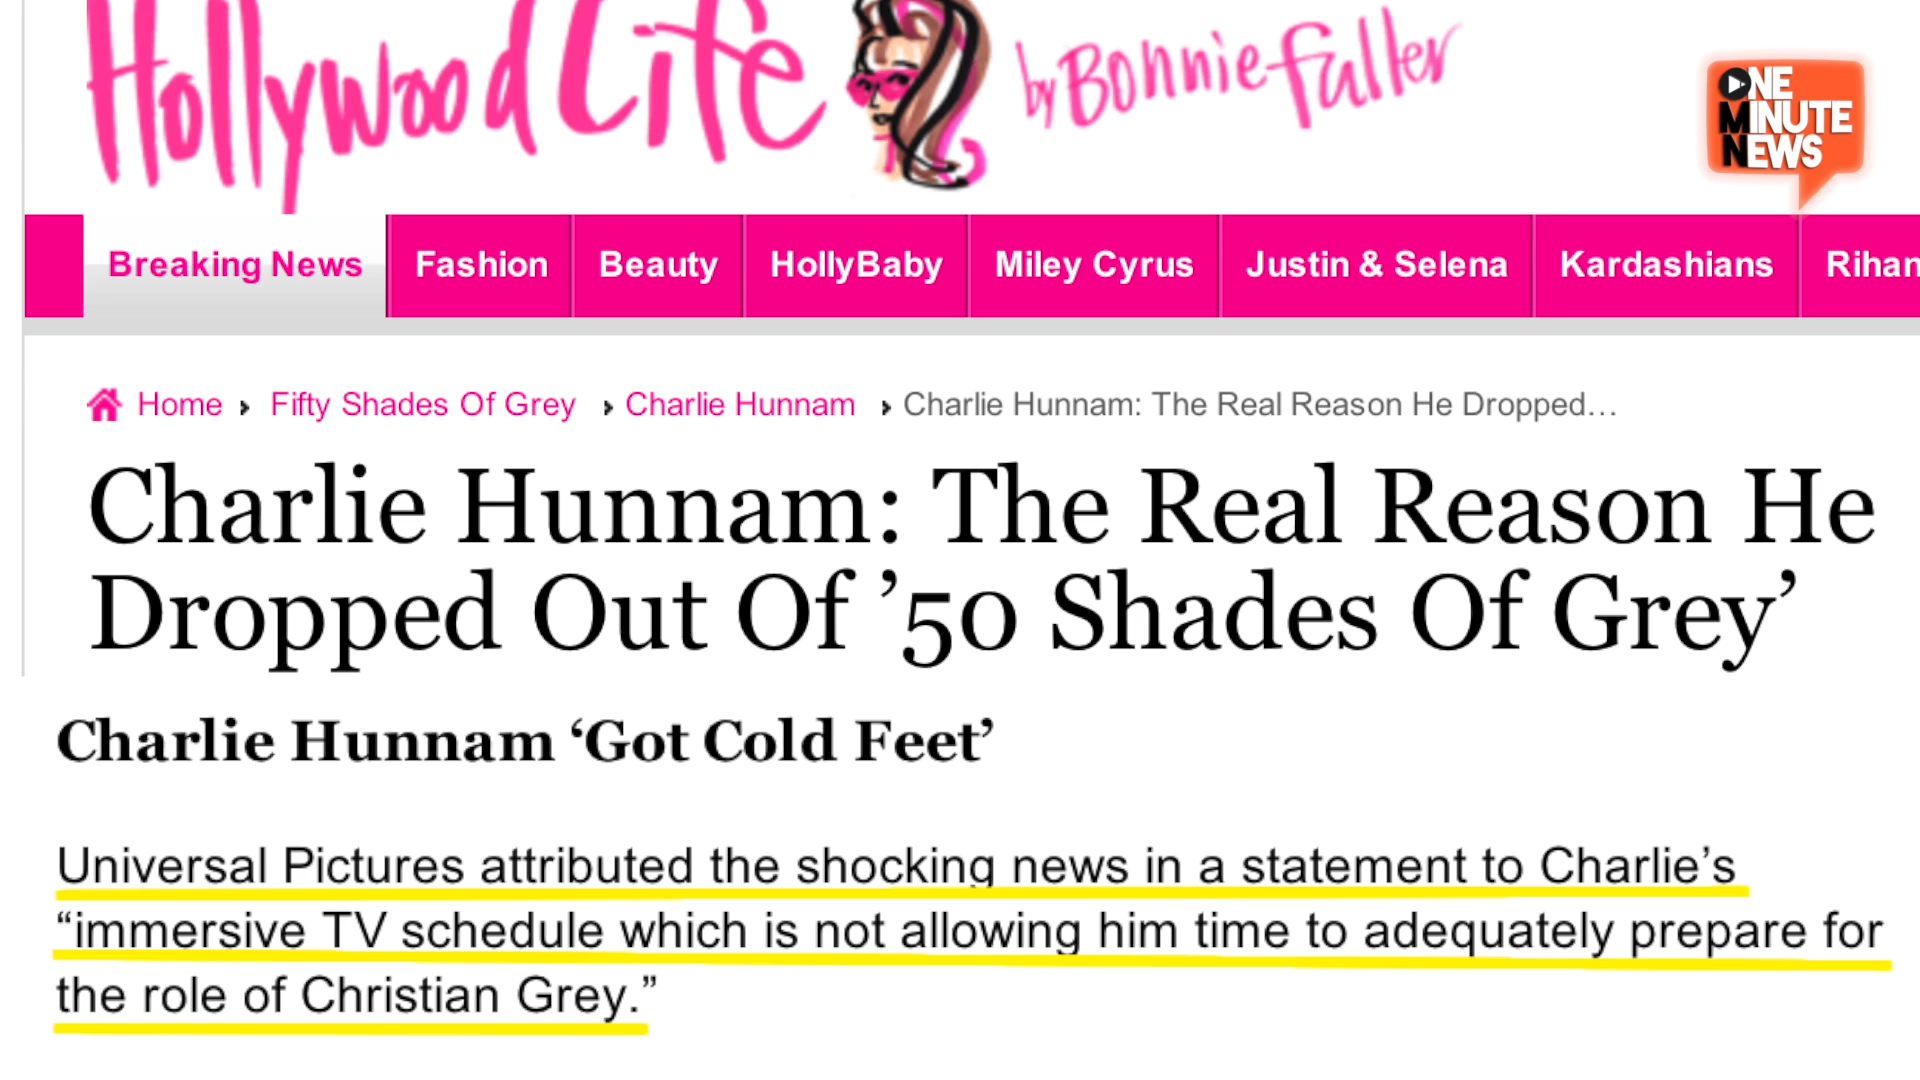 HollywoodLife by Bonnie Fuller
ONE
MINUTE
NEWS
Breaking News Fashion Beauty HollyBaby Miley Cyrus Justin & Selena Kardashians
Home Fifty Shades Of Grey Charlie Hunnam Charlie Hunnam: The Real Reason He Dropped...
Charlie Hunnam: The Real Reason He
Dropped Out Of ’50 Shades Of Grey’
Charlie Hunnam ‘Got Cold Feet’
Universal Pictures attributed the shocking news in a statement to Charlie’s
“immersive TV schedule which is not allowing him time to adequately prepare for
the role of Christian Grey.”